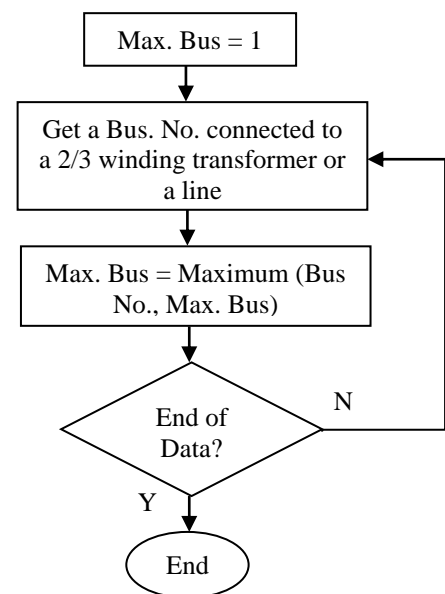 Max. Bus = 1
Get a Bus. No. connected to
a 2/3 winding transformer or
a line
Max. Bus = Maximum (Bus
No., Max. Bus)
End of
Data?
N
Y
End